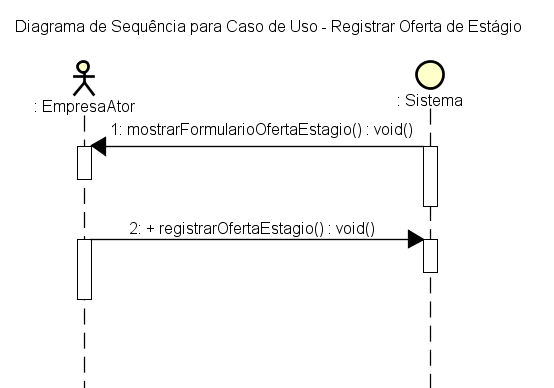 Diagrama de Sequência para Caso de Uso - Registrar Oferta de Estágio
: EmpresaAtor
: Sistema
1: mostrarFormularioOfertaEstagio() : void()
2: + registrarOfertaEstagio() : void()